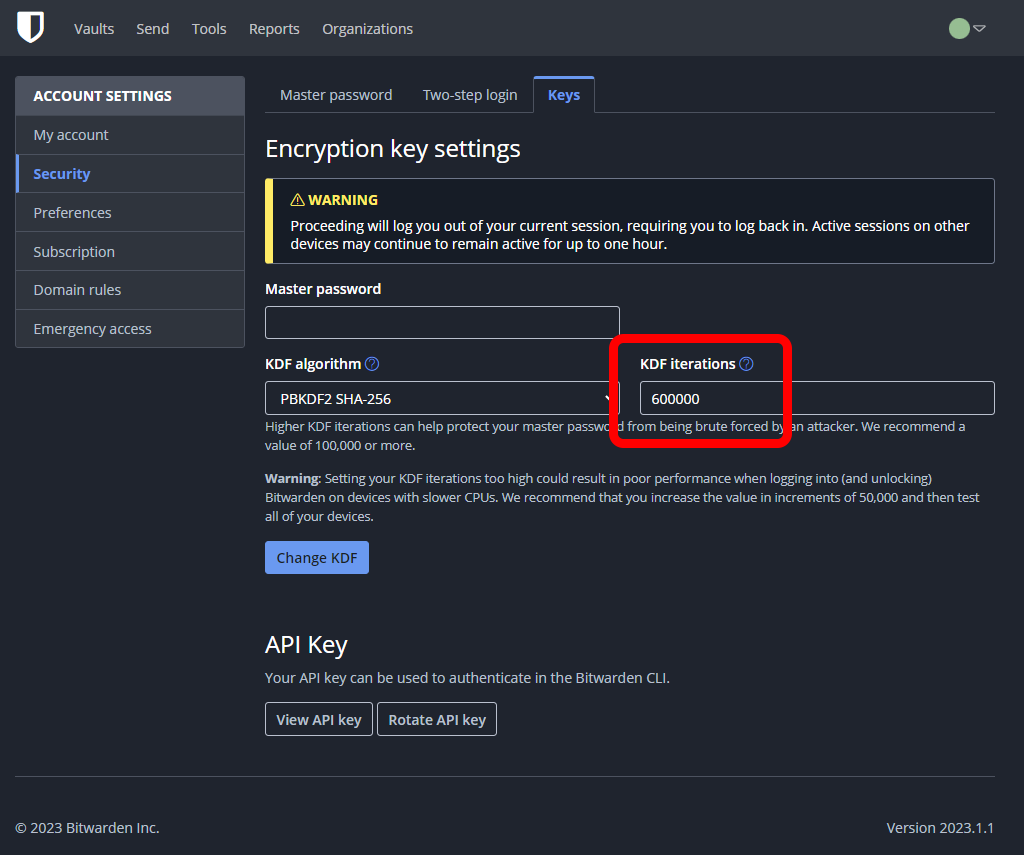 Vaults Send Tools Reports Organizations
ACCOUNT SETTINGS
My account
Security
Preferences
Subscription
Domain rules
Emergency access
Master password Two-step login Keys
Encryption key settings
WARNING
Proceeding will log you out of your current session, requiring you to log back in. Active sessions on other
devices may continue to remain active for up to one hour.
Master password
KDF algorithm KDF iterations
PBKDF2 SHA-256 600000
Higher KDF iterations can help protect your master password from being brute forced by an attacker. We recommend a
value of 100,000 or more.
Warning: Setting your KDF iterations too high could result in poor performance when logging into (and unlocking)
Bitwarden on devices with slower CPUs. We recommend that you increase the value in increments of 50,000 and then test
all of your devices.
Change KDF
API Key
Your API key can be used to authenticate in the Bitwarden CLI.
View API key Rotate API key
© 2023 Bitwarden Inc. Version 2023.1.1